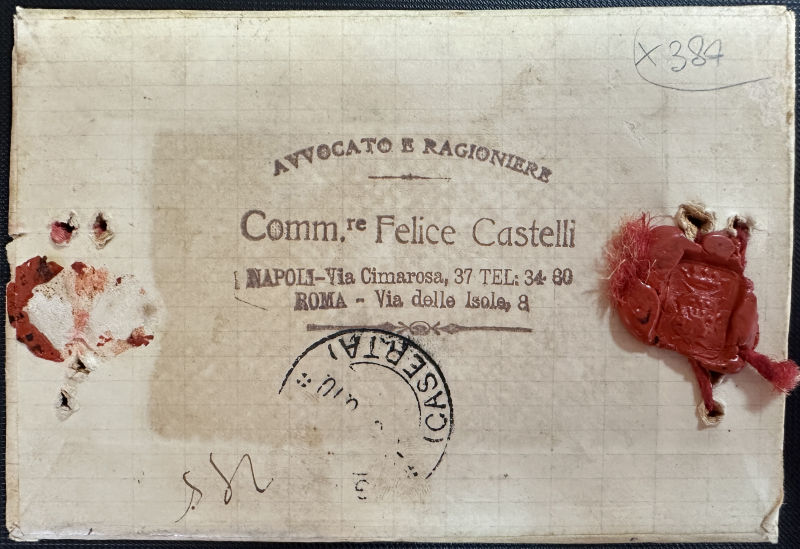 X 387
AVVOCATO E RAGIONIERE
Comm.re Felice Castelli
NAPOLI-Via Cimarosa, 37 TEL: 34-80
ROMA - Via delle Isole, 8
(CASERTA)